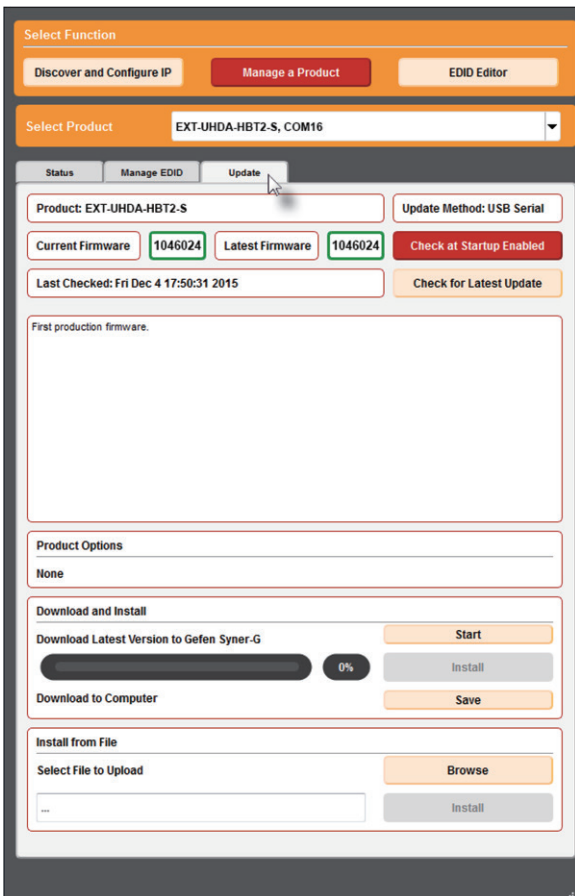 Select Function
Discover and Configure IP Manage a Product EDID Editor
Select Product EXT-UHDA-HBT2-S, COM16
Status Manage EDID Update
Product: EXT-UHDA-HBT2-S Update Method: USB Serial
Current Firmware 1046024 Latest Firmware 1046024 Check at Startup Enabled
Last Checked: Fri Dec 4 17:50:31 2015 Check for Latest Update
First production firmware.
Product Options
None
Download and Install
Download Latest Version to Gefen Syner-G Start
0% Install
Download to Computer Save
Install from File
Select File to Upload Browse
... Install